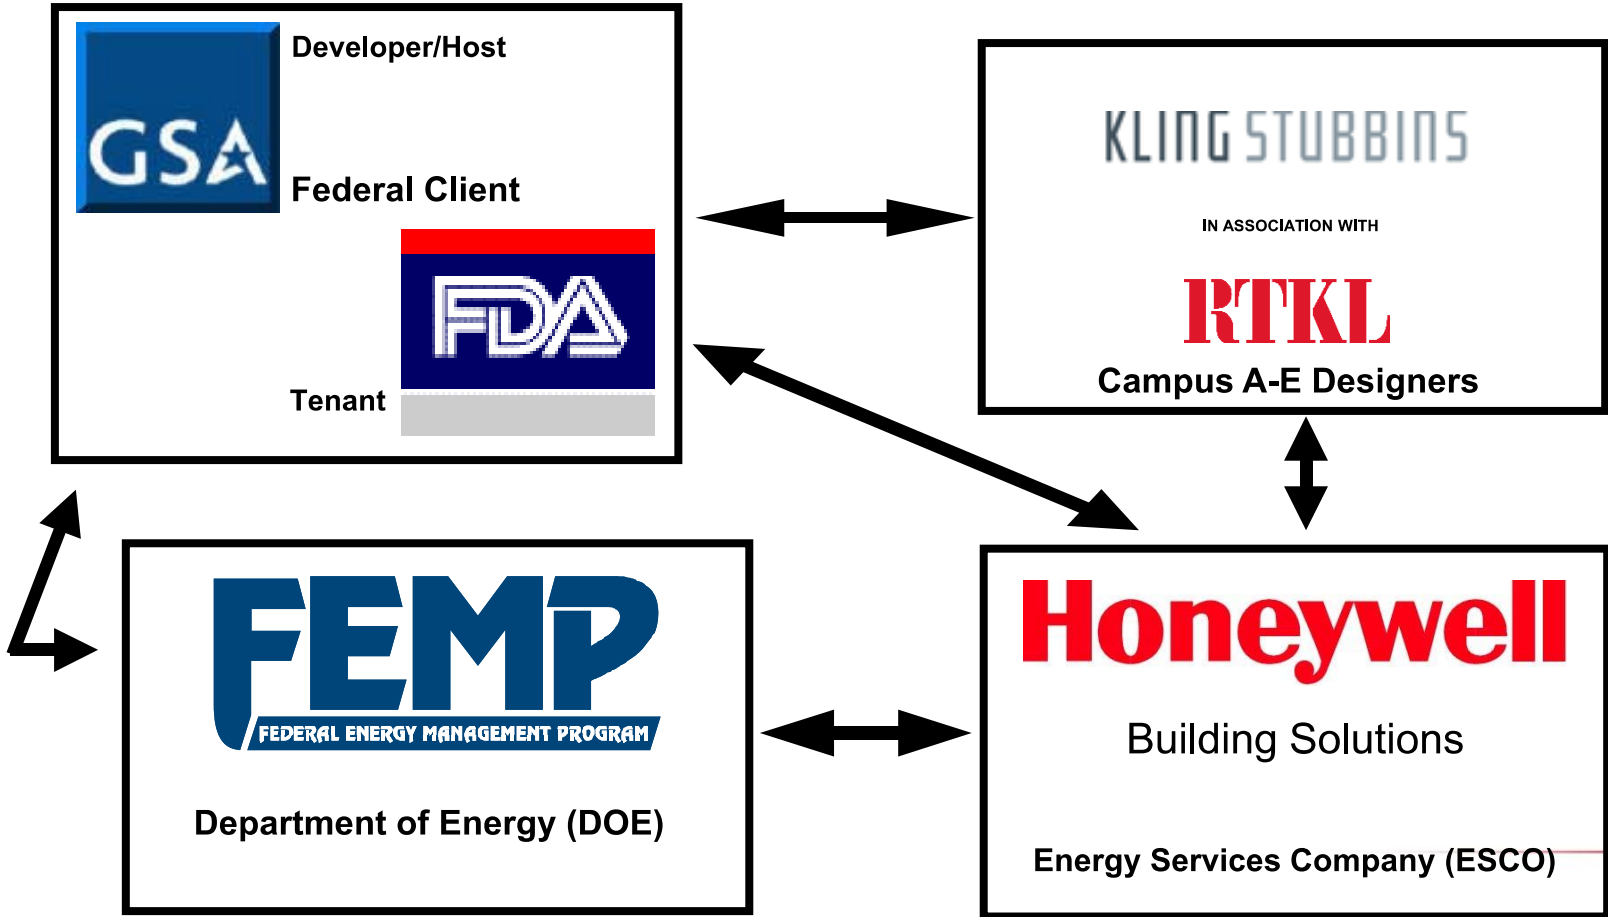 GSA
Developer/Host
Federal Client
FDA
Tenant
KLING STUBBINS
IN ASSOCIATION WITH
RTKL
Campus A-E Designers
FEMP
FEDERAL ENERGY MANAGEMENT PROGRAM
Department of Energy (DOE)
Honeywell
Building Solutions
Energy Services Company (ESCO)